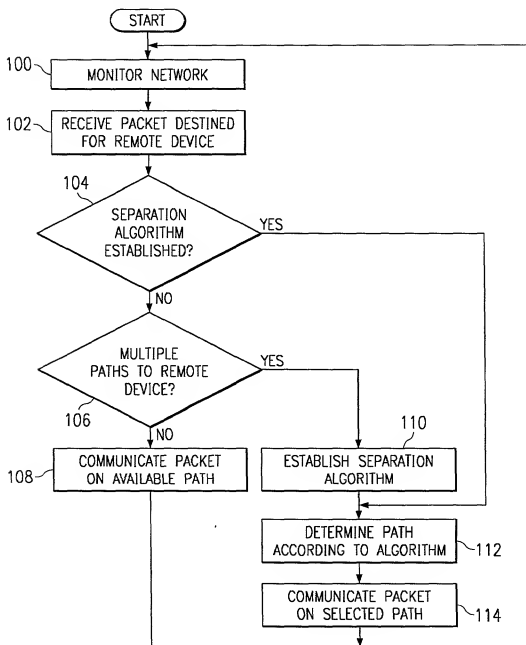 START
100
MONITOR NETWORK
102
RECEIVE PACKET DESTINED
FOR REMOTE DEVICE
104
SEPARATION
ALGORITHM
ESTABLISHED?
YES
NO
MULTIPLE
PATHS TO REMOTE
DEVICE?
YES
106
NO
108
COMMUNICATE PACKET
ON AVAILABLE PATH
110
ESTABLISH SEPARATION
ALGORITHM
DETERMINE PATH
ACCORDING TO ALGORITHM
112
COMMUNICATE PACKET
ON SELECTED PATH
114